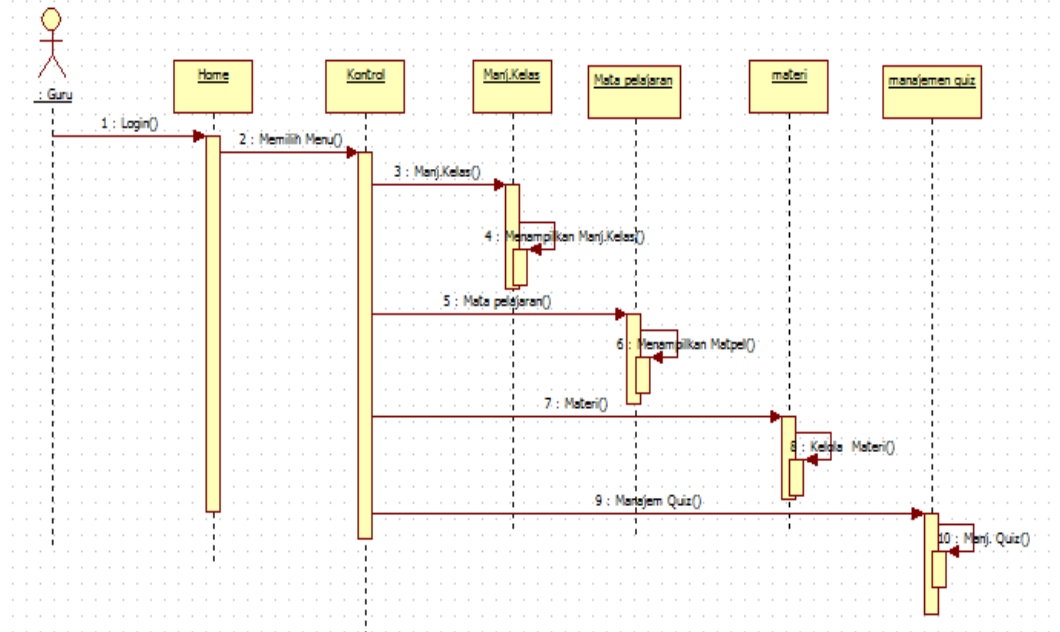 : Guru
Home
Kontrol
Manj.Kelas
Mata pelajaran
materi
manajemen quiz
1 : Login()
2 : Memilih Menu()
3 : Manj.Kelas()
4 : Menampilkan Manj.Kelas()
5 : Mata pelajaran()
6 : Menampilkan Matpel()
7 : Materi()
8 : Kelola Materi()
9 : Manajem Quiz()
10 : Manj. Quiz()